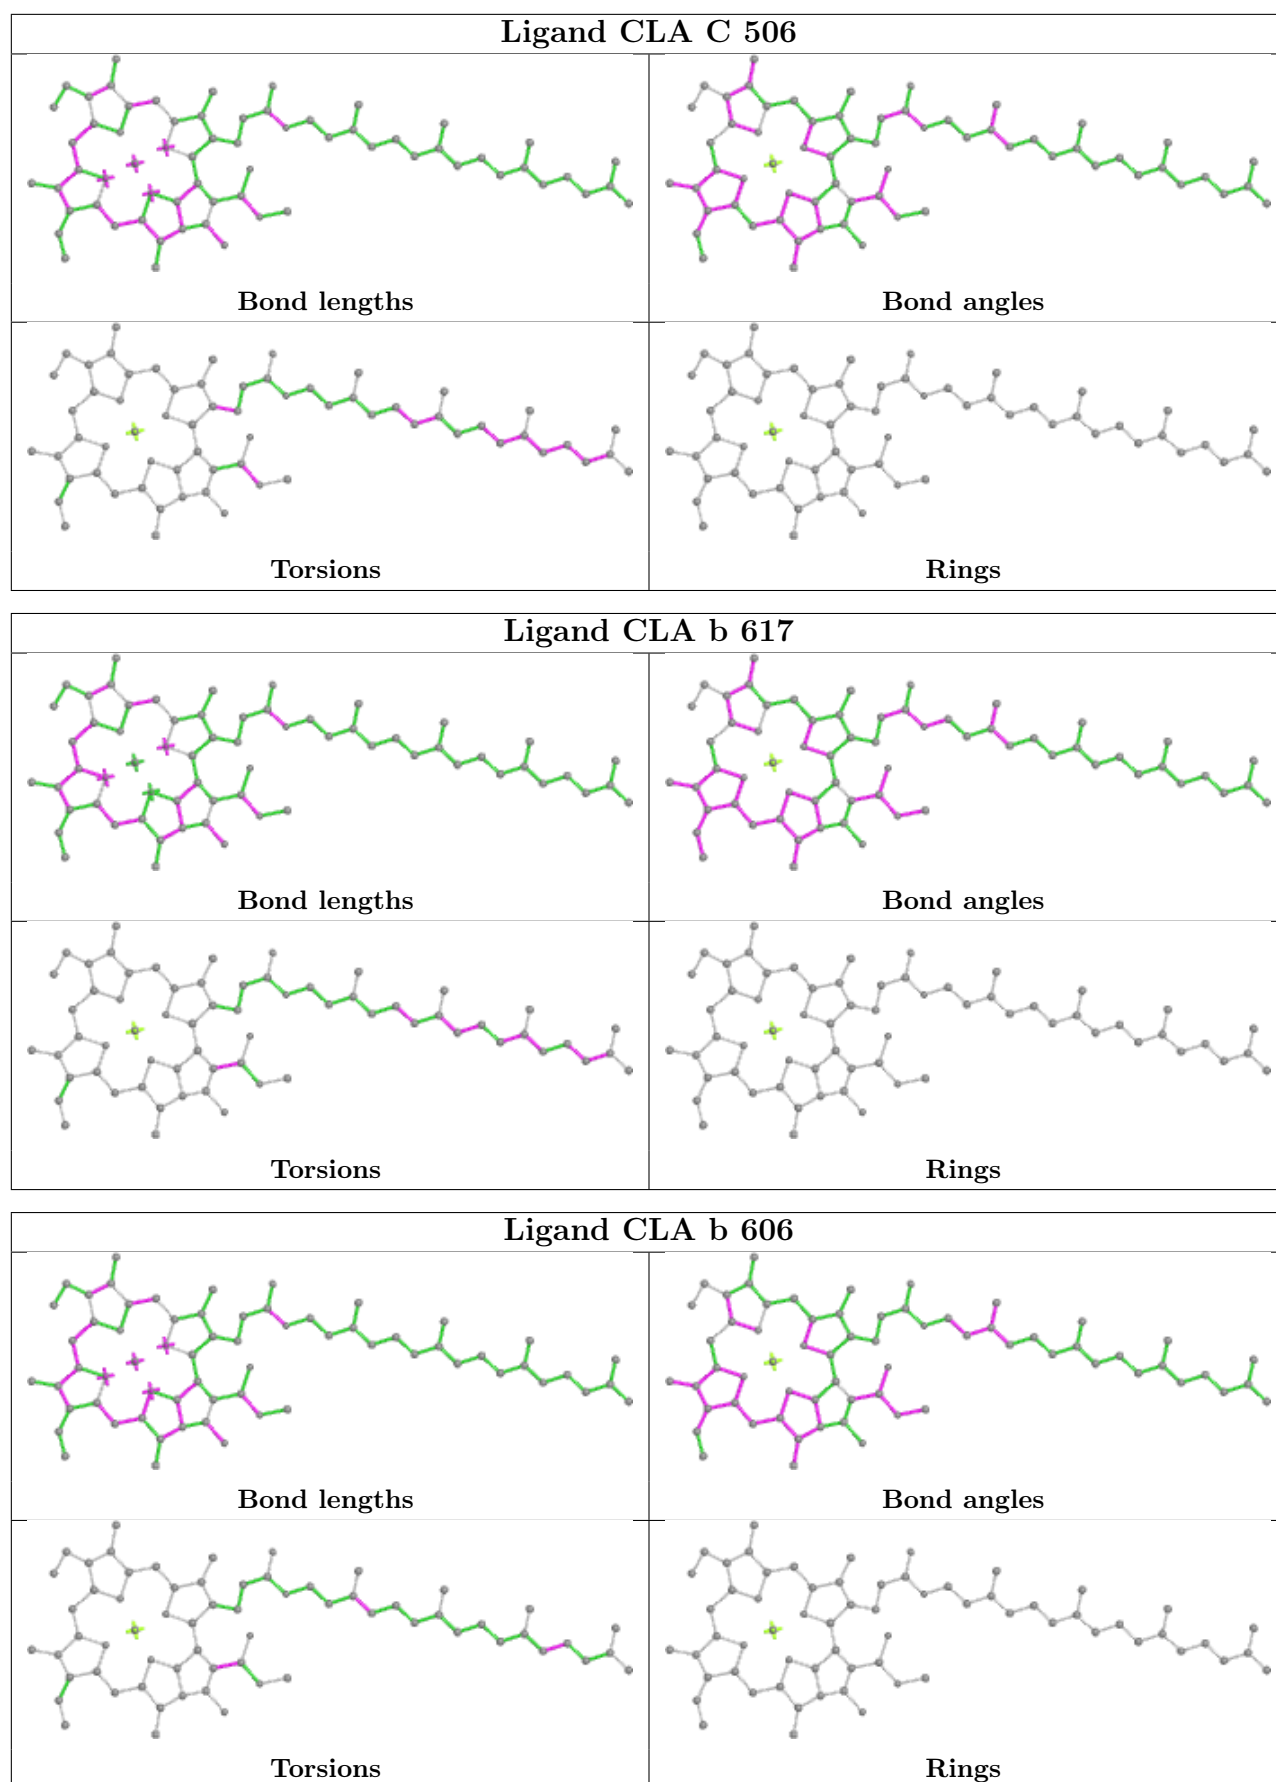 Ligand CLA C 506
Bond lengths
Bond angles
Torsions
Rings
Ligand CLA b 617
Bond lengths
Bond angles
Torsions
Rings
Ligand CLA b 606
Bond lengths
Bond angles
Torsions
Rings